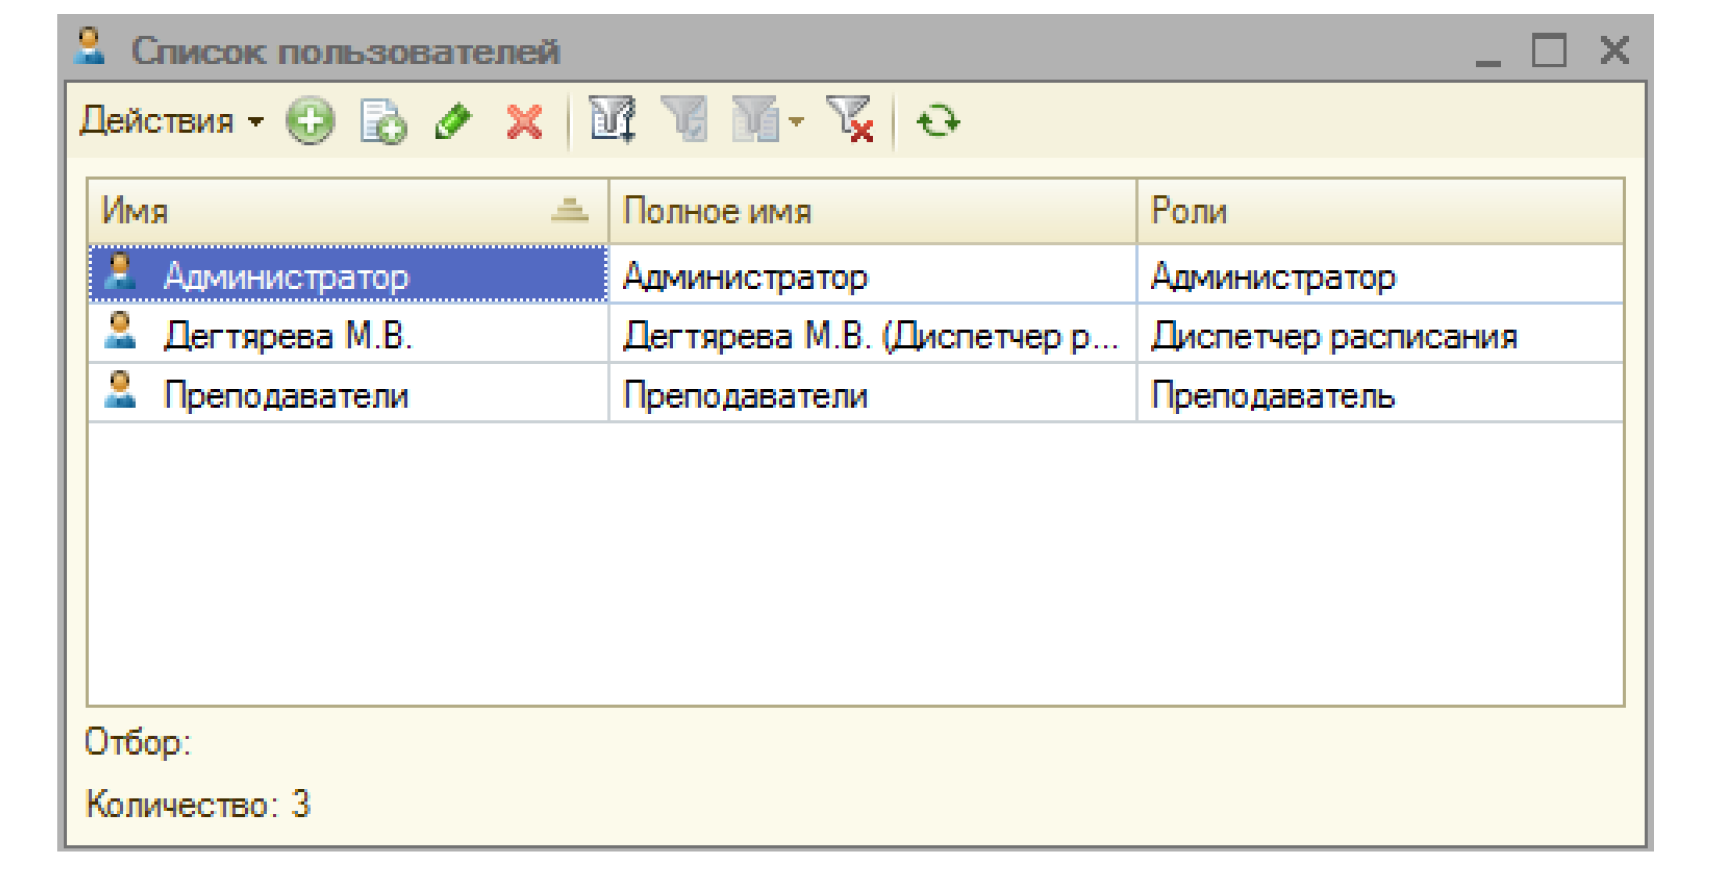 Список пользователей
Действия
Имя Полное имя Роли
Администратор Администратор Администратор
Дегтярева М.В. Дегтярева М.В. (Диспетчер р... Диспетчер расписания
Преподаватели Преподаватели Преподаватель
Отбор:
Количество: 3